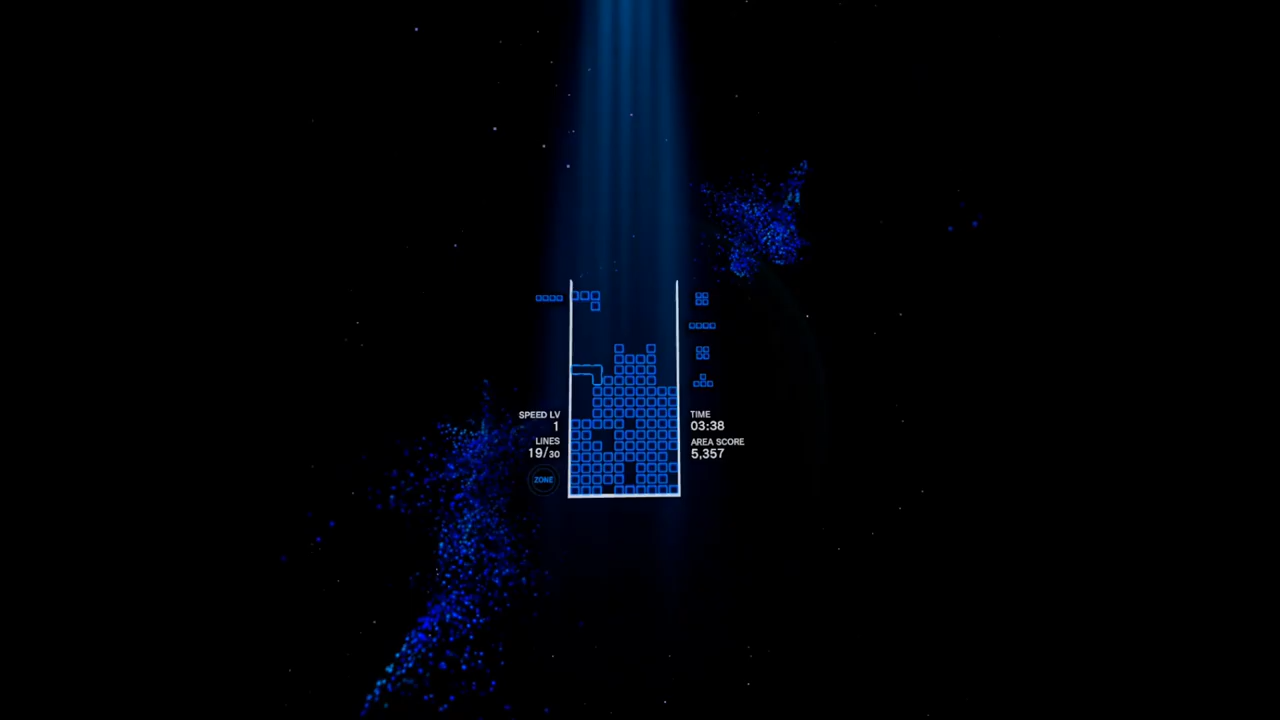 SPEED LV
1
LINES
19/30
ZONE
TIME
03:38
AREA SCORE
5,357